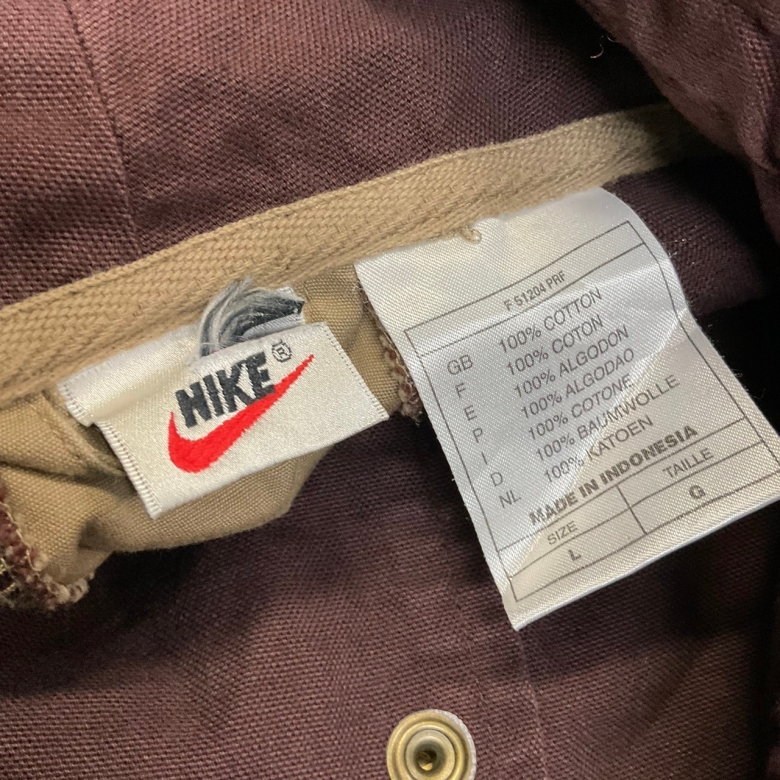 NIKE®
F 51204 PRF
GB 100% COTTON
F 100% COTON
E 100% ALGODON
P 100% ALGODAO
I 100% COTONE
D 100% BAUMWOLLE
NL 100% KATOEN
MADE IN INDONESIA
SIZE TAILLE
L G